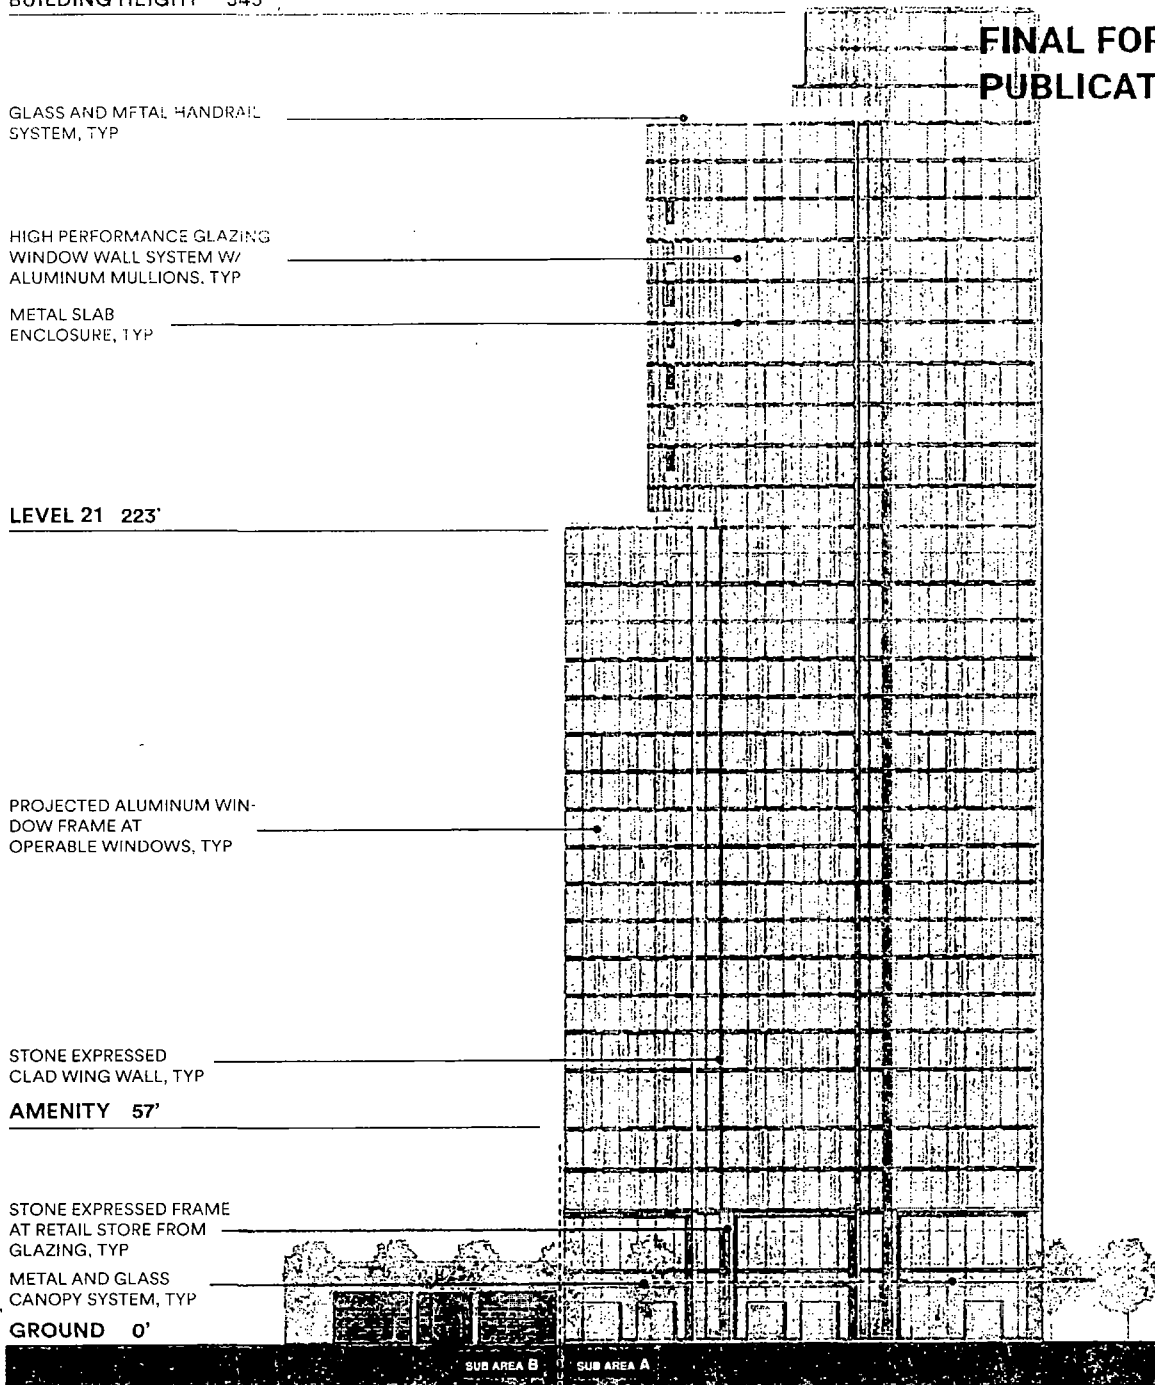 BUILDING HEIGHT 345'
FINAL FOR
PUBLICAT
GLASS AND METAL HANDRAIL
SYSTEM, TYP
HIGH PERFORMANCE GLAZING
WINDOW WALL SYSTEM W/
ALUMINUM MULLIONS, TYP
METAL SLAB
ENCLOSURE, TYP
LEVEL 21 223'
PROJECTED ALUMINUM WIN-
DOW FRAME AT
OPERABLE WINDOWS, TYP
STONE EXPRESSED
CLAD WING WALL, TYP
AMENITY 57'
STONE EXPRESSED FRAME
AT RETAIL STORE FROM
GLAZING, TYP
METAL AND GLASS
CANOPY SYSTEM, TYP
GROUND 0'
SUB AREA B SUB AREA A